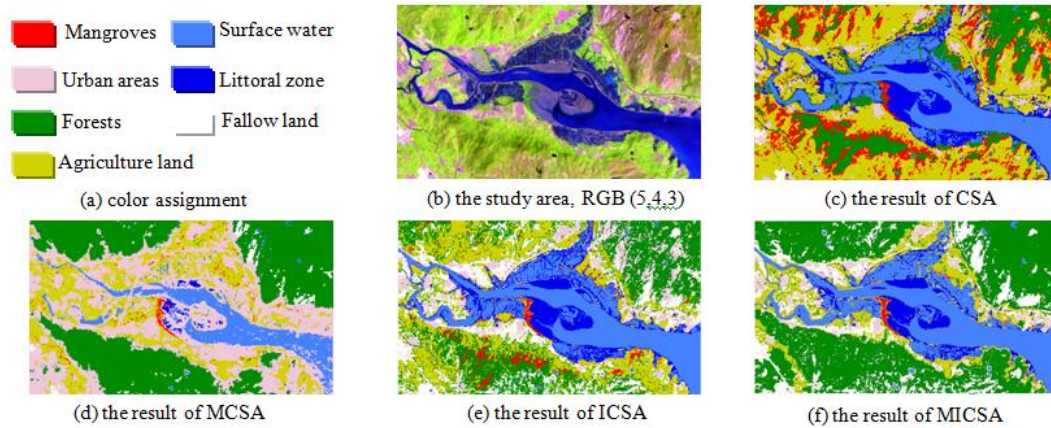 Mangroves
Surface water
Urban areas
Littoral zone
Forests
Fallow land
Agriculture land
(a) color assignment
(b) the study area, RGB (5,4,3)
(c) the result of CSA
(d) the result of MCSA
(e) the result of ICSA
(f) the result of MICSA